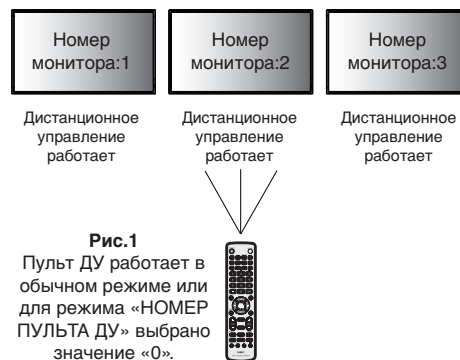 Номер
монитора:1
Номер
монитора:2
Номер
монитора:3
Дистанционное
управление
работает
Дистанционное
управление
работает
Дистанционное
управление
работает
Рис.1
Пульт ДУ работает в
обычном режиме или
для режима «НОМЕР
ПУЛЬТА ДУ» выбрано
значение «0».